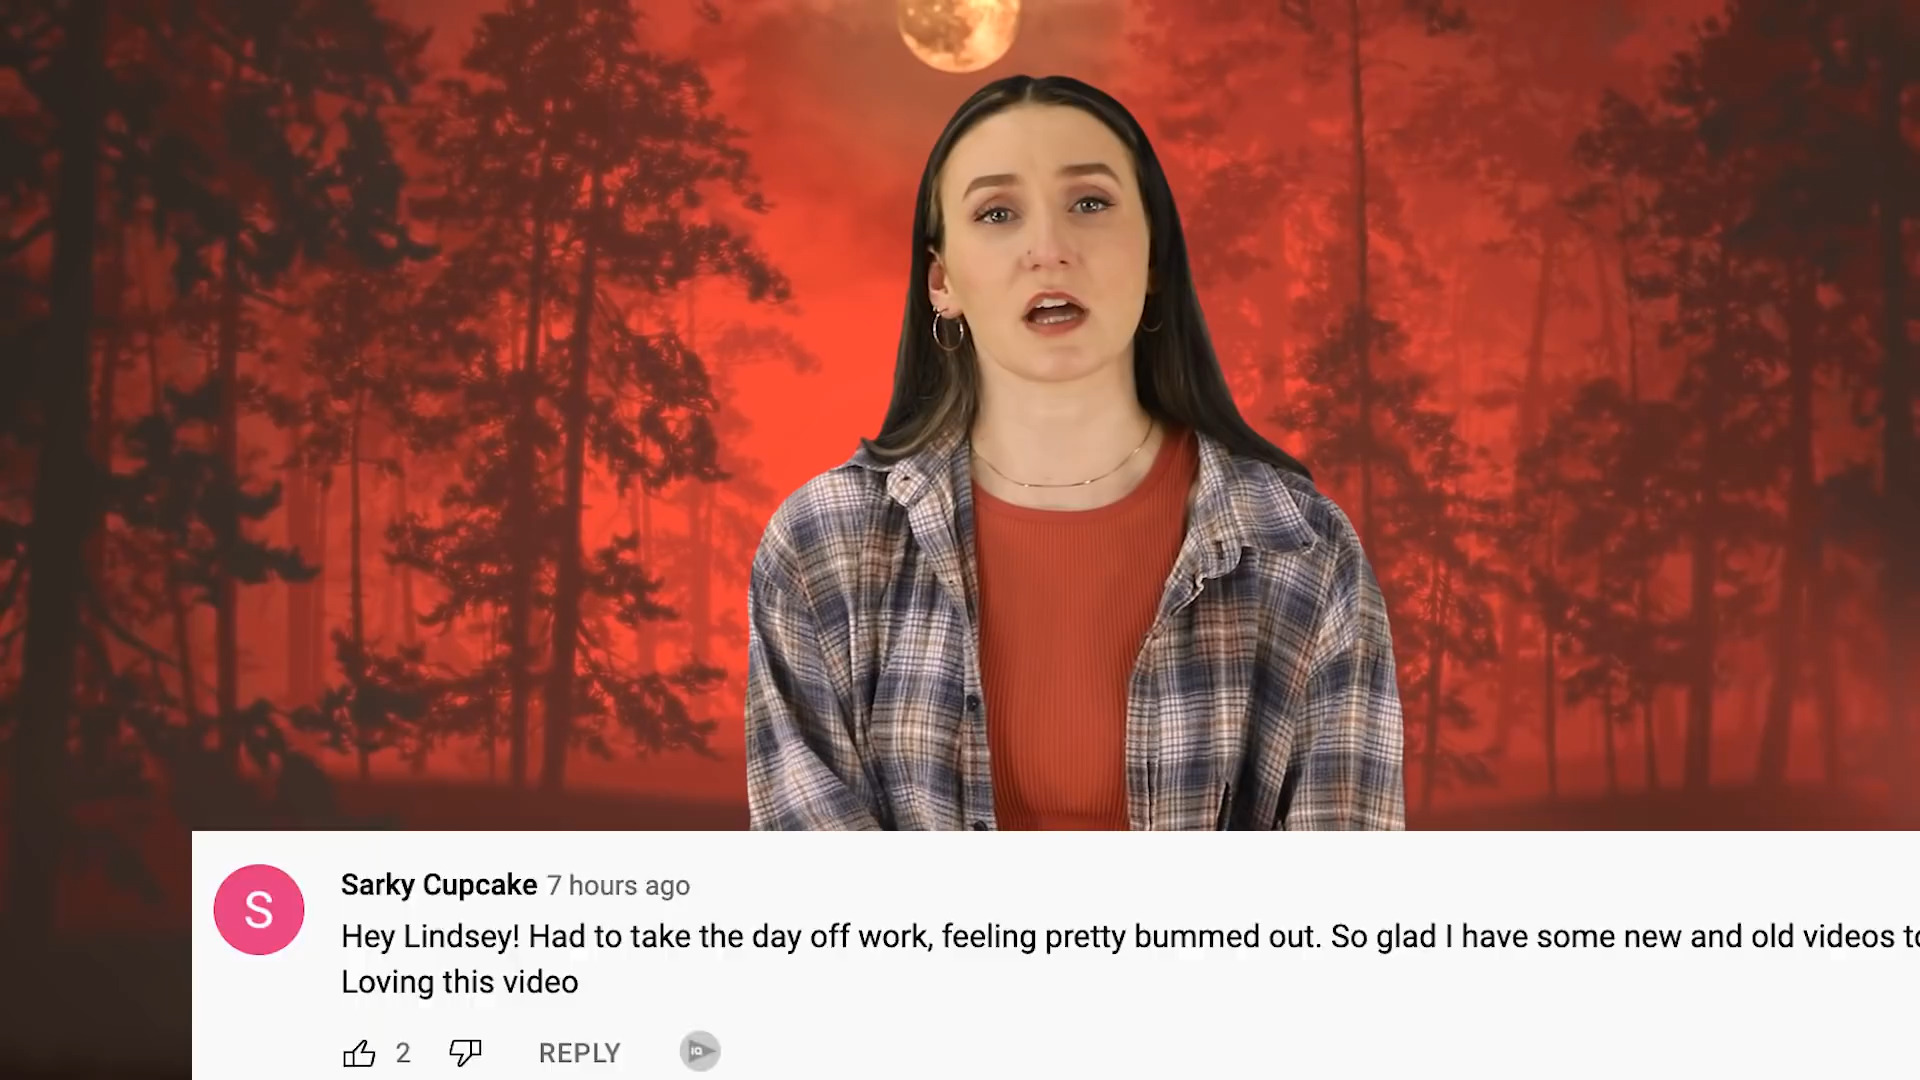 S
Sarky Cupcake 7 hours ago
Hey Lindsey! Had to take the day off work, feeling pretty bummed out. So glad I have some new and old videos
Loving this video
2 REPLY
IQ